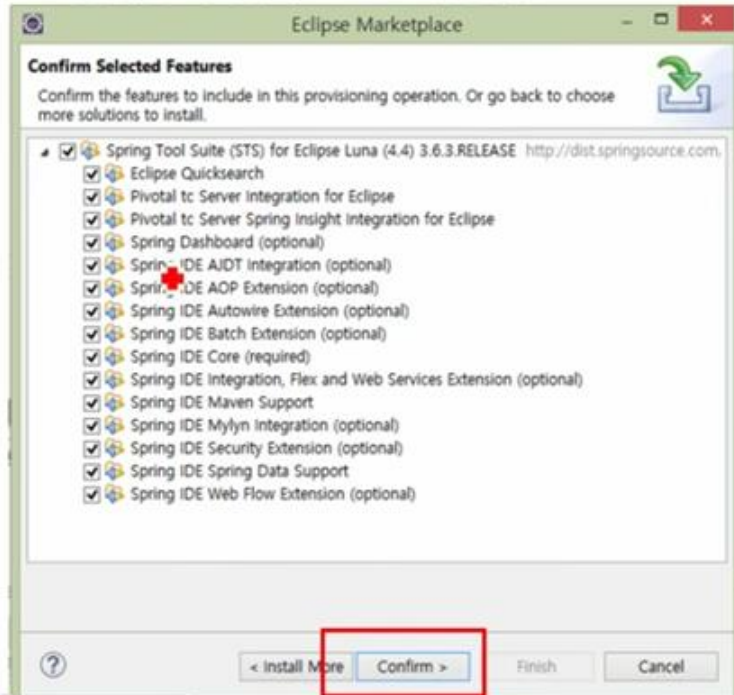 Eclipse Marketplace
Confirm Selected Features
Confirm the features to include in this provisioning operation. Or go back to choose
more solutions to install.
Spring Tool Suite (STS) for Eclipse Luna (4.4) 3.6.3.RELEASE http://dist.springsource.com,
Eclipse Quicksearch
Pivotal tc Server Integration for Eclipse
Pivotal tc Server Spring Insight Integration for Eclipse
Spring Dashboard (optional)
Spring IDE AJDT Integration (optional)
Spring IDE AOP Extension (optional)
Spring IDE Autowire Extension (optional)
Spring IDE Batch Extension (optional)
Spring IDE Core (required)
Spring IDE Integration, Flex and Web Services Extension (optional)
Spring IDE Maven Support
Spring IDE Mylyn Integration (optional)
Spring IDE Security Extension (optional)
Spring IDE Spring Data Support
Spring IDE Web Flow Extension (optional)
< Install More Confirm > Finish Cancel